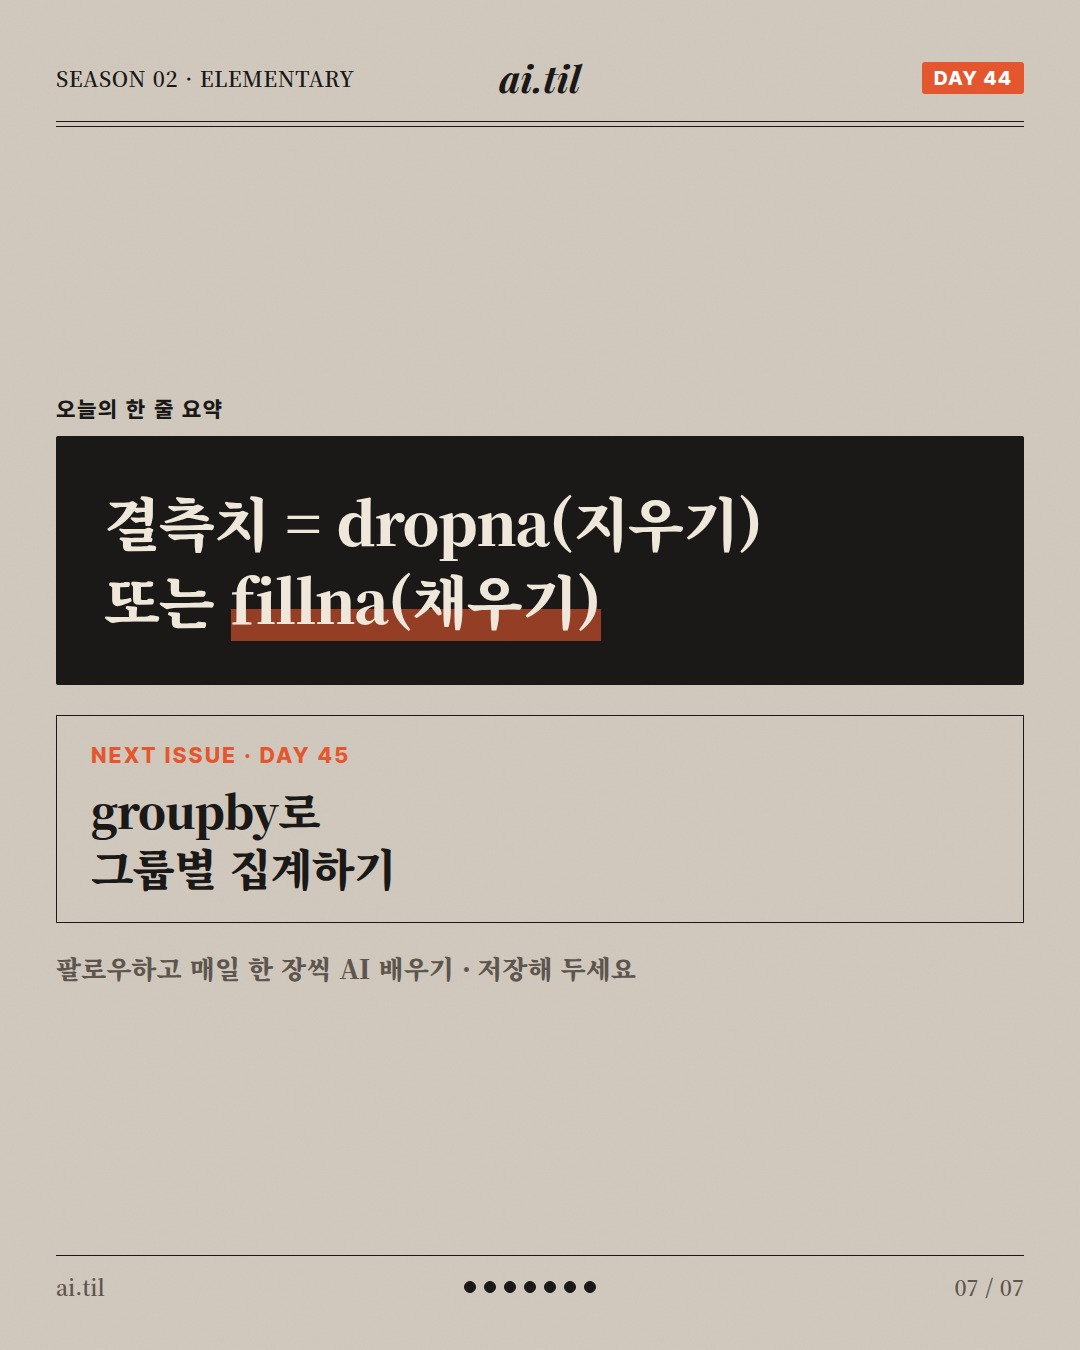 SEASON 02 · ELEMENTARY
ai.til
DAY 44
오늘의 한 줄 요약
결측치 = dropna(지우기)
또는 fillna(채우기)
NEXT ISSUE · DAY 45
groupby로
그룹별 집계하기
팔로우하고 매일 한 장씩 AI 배우기 · 저장해 두세요
ai.til
07 / 07